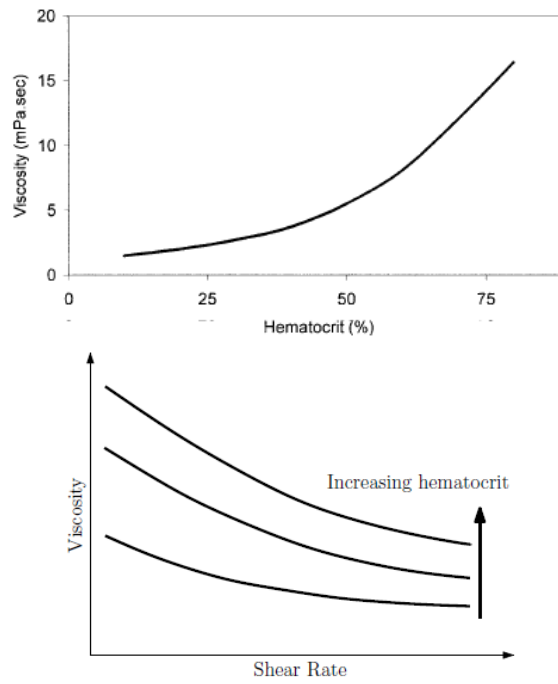 20
15
10
5
0
Viscosity (mPa.sec)
0 25 50 75
Hematocrit (%)
Increasing hematocrit
Viscosity
Shear Rate